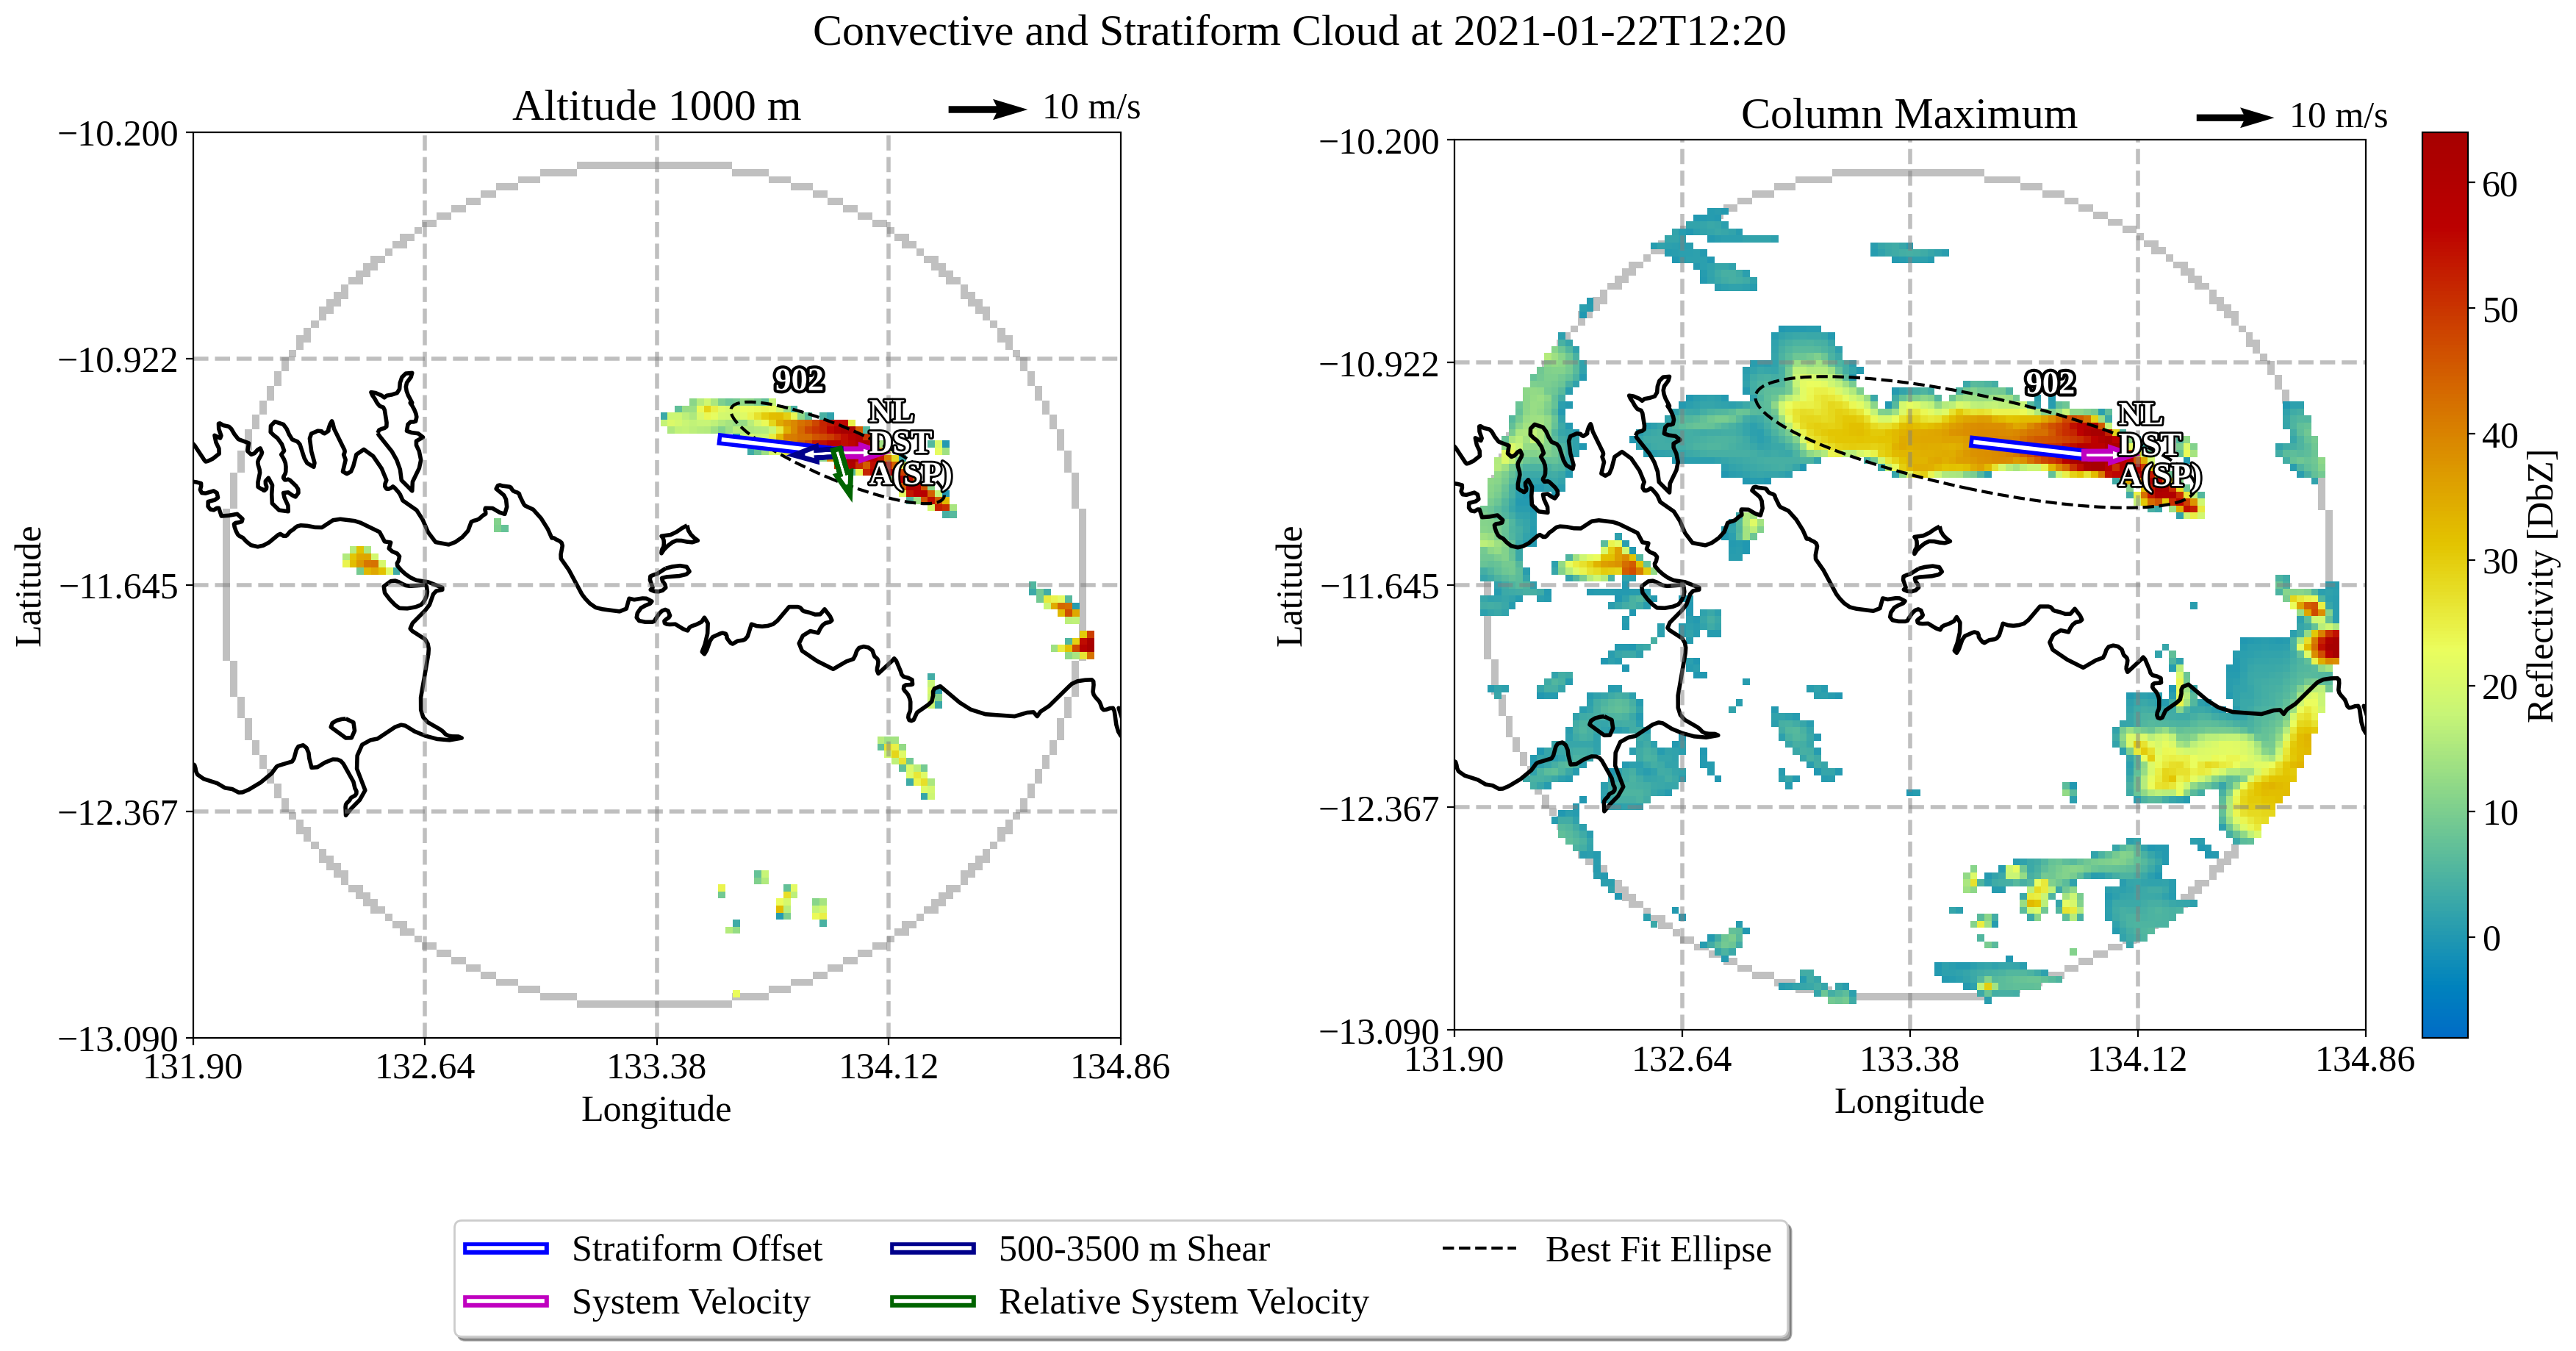 Convective and Stratiform Cloud at 2021-01-22T12:20
Altitude 1000 m
10 m/s
−10.200
−10.922
−11.645
−12.367
−13.090
Latitude
902
NL
DST
A(SP)
131.90
132.64
133.38
134.12
134.86
Longitude
Column Maximum
10 m/s
−10.200
−10.922
−11.645
−12.367
−13.090
Latitude
902
NL
DST
A(SP)
131.90
132.64
133.38
134.12
134.86
Longitude
60
50
40
30
20
10
0
Reflectivity [DbZ]
Stratiform Offset
System Velocity
500-3500 m Shear
Relative System Velocity
Best Fit Ellipse